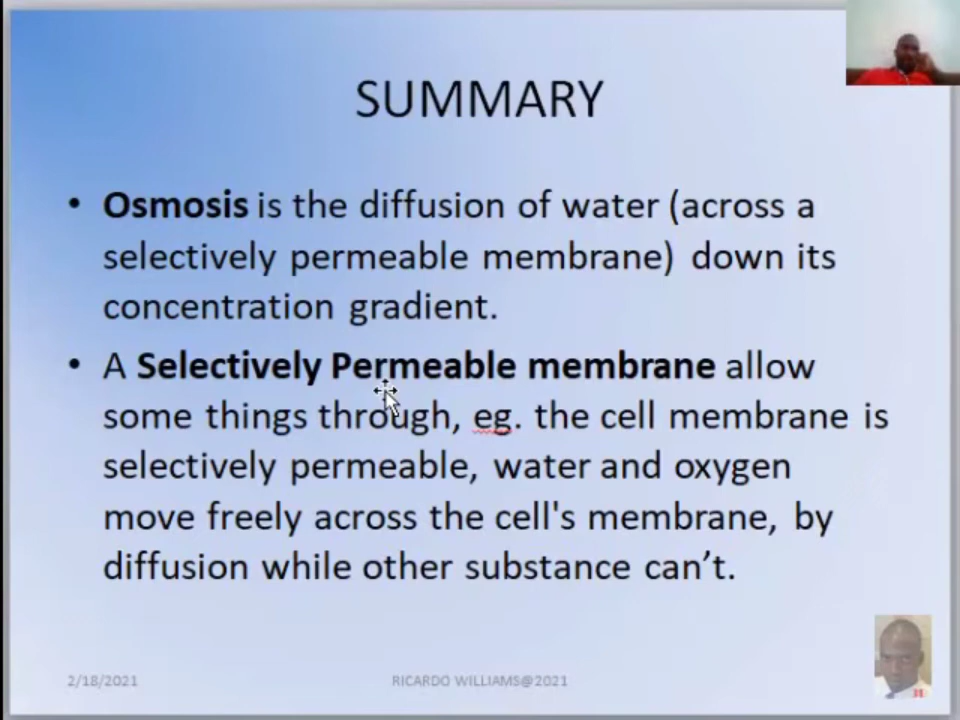 SUMMARY
• Osmosis is the diffusion of water (across a
selectively permeable membrane) down its
concentration gradient.
• A Selectively Permeable membrane allow
some things through, eg. the cell membrane is
selectively permeable, water and oxygen
move freely across the cell's membrane, by
diffusion while other substance can’t.
2/18/2021
RICARDO WILLIAMS@2021